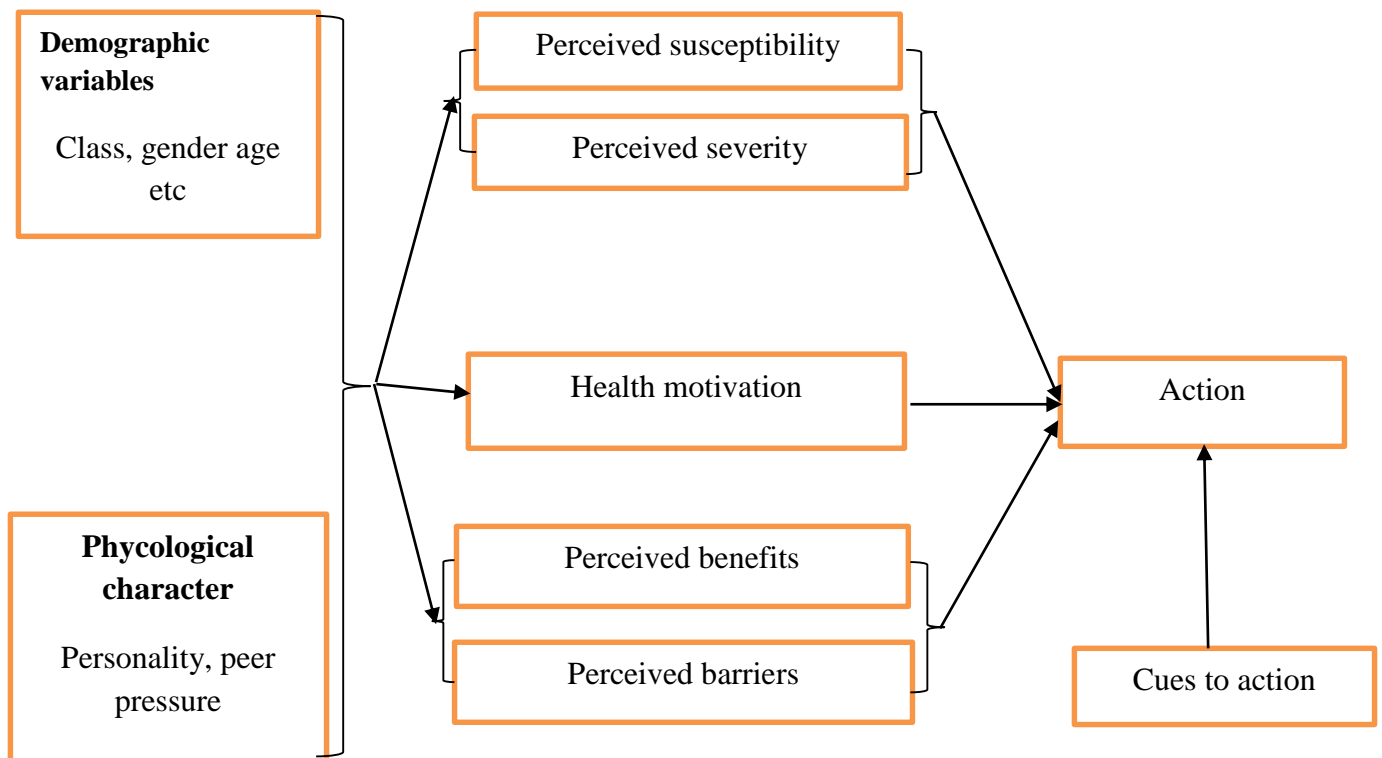 Demographic
variables
Class, gender age
etc
Phycological
character
Personality, peer
pressure
Perceived susceptibility
Perceived severity
Health motivation
Perceived benefits
Perceived barriers
Action
Cues to action